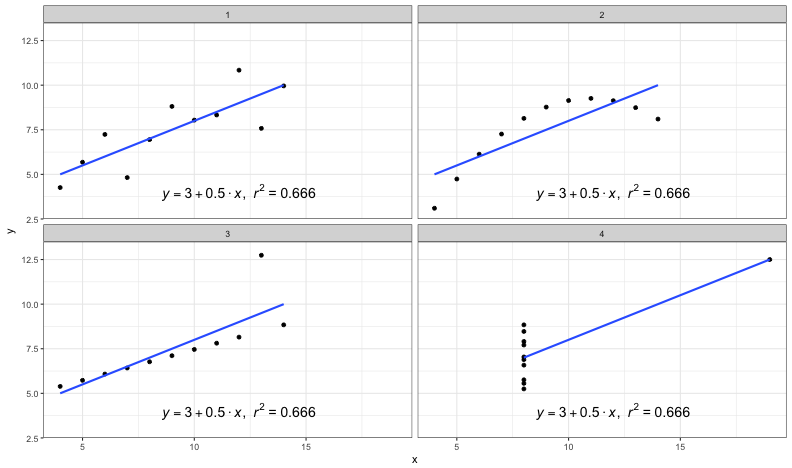 1
2
12.5
10.0
7.5
5.0
2.5
y = 3 + 0.5 · x,  r² = 0.666
y = 3 + 0.5 · x,  r² = 0.666
y
3
4
12.5
10.0
7.5
5.0
2.5
y = 3 + 0.5 · x,  r² = 0.666
y = 3 + 0.5 · x,  r² = 0.666
5 10 15
5 10 15
x